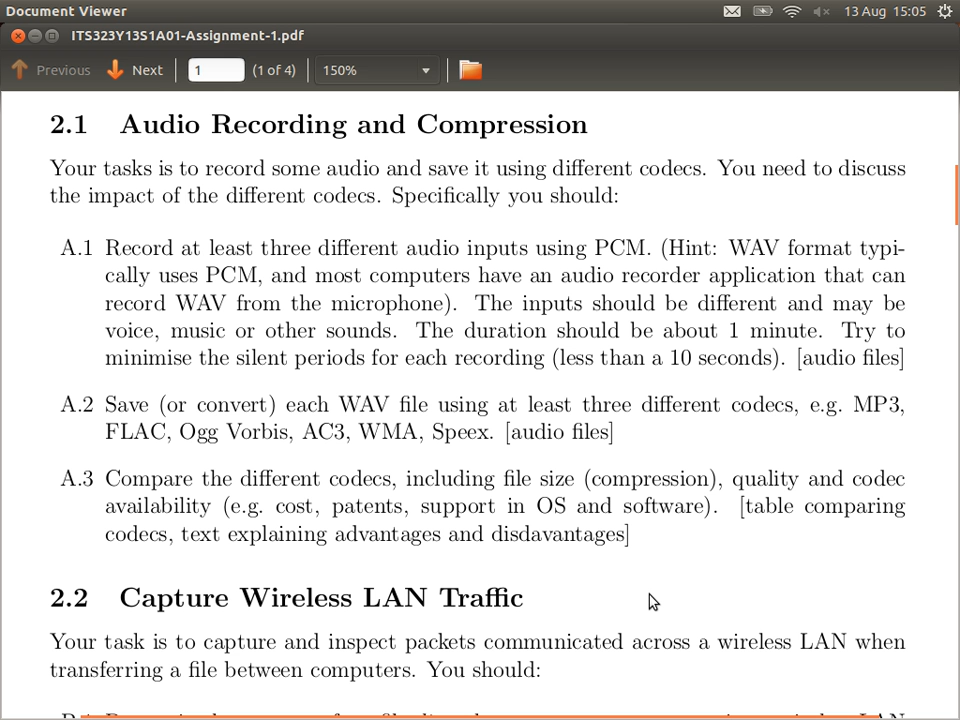 Document Viewer
13 Aug 15:05
ITS323Y13S1A01-Assignment-1.pdf
Previous Next 1 (1 of 4) 150%
2.1 Audio Recording and Compression
Your tasks is to record some audio and save it using different codecs. You need to discuss
the impact of the different codecs. Specifically you should:
A.1 Record at least three different audio inputs using PCM. (Hint: WAV format typi-
cally uses PCM, and most computers have an audio recorder application that can
record WAV from the microphone). The inputs should be different and may be
voice, music or other sounds. The duration should be about 1 minute. Try to
minimise the silent periods for each recording (less than a 10 seconds). [audio files]
A.2 Save (or convert) each WAV file using at least three different codecs, e.g. MP3,
FLAC, Ogg Vorbis, AC3, WMA, Speex. [audio files]
A.3 Compare the different codecs, including file size (compression), quality and codec
availability (e.g. cost, patents, support in OS and software). [table comparing
codecs, text explaining advantages and disdavantages]
2.2 Capture Wireless LAN Traffic
Your task is to capture and inspect packets communicated across a wireless LAN when
transferring a file between computers. You should: